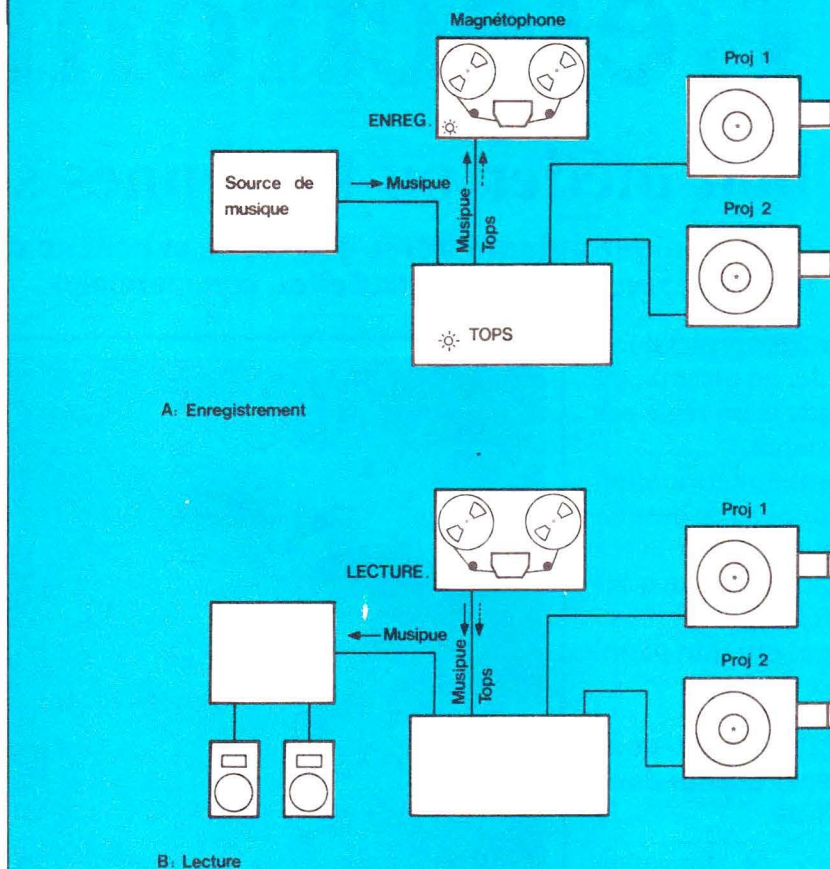 Magnétophone
Proj 1
ENREG.
Source de
musique
Musipue
Musipue
Tops
Proj 2
TOPS
A: Enregistrement
Proj 1
LECTURE.
Musipue
Musipue
Tops
Proj 2
B: Lecture